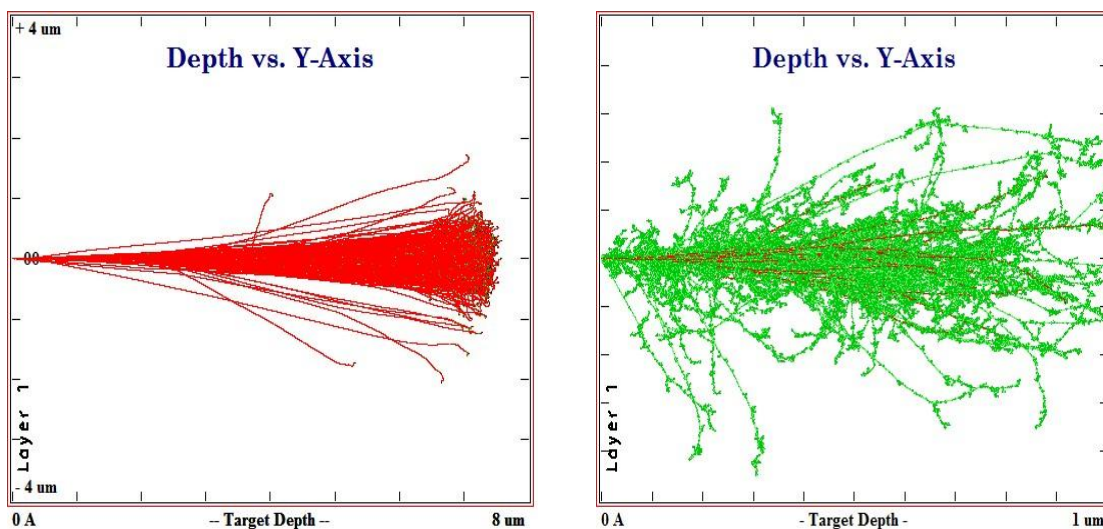 + 4 um
Depth vs. Y-Axis
00
Layer 1
- 4 um
0 A -- Target Depth -- 8 um
Depth vs. Y-Axis
Layer 1
0 A - Target Depth - 1 um